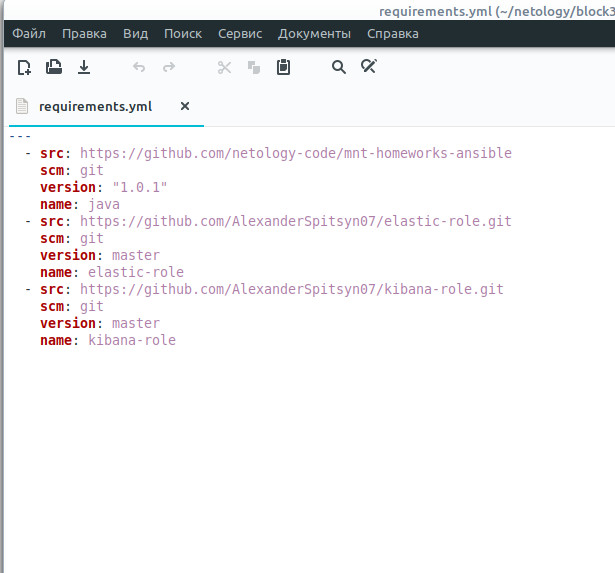 requirements.yml (~/netology/block3
Файл Правка Вид Поиск Сервис Документы Справка
requirements.yml
---
- src: https://github.com/netology-code/mnt-homeworks-ansible
scm: git
version: "1.0.1"
name: java
- src: https://github.com/AlexanderSpitsyn07/elastic-role.git
scm: git
version: master
name: elastic-role
- src: https://github.com/AlexanderSpitsyn07/kibana-role.git
scm: git
version: master
name: kibana-role